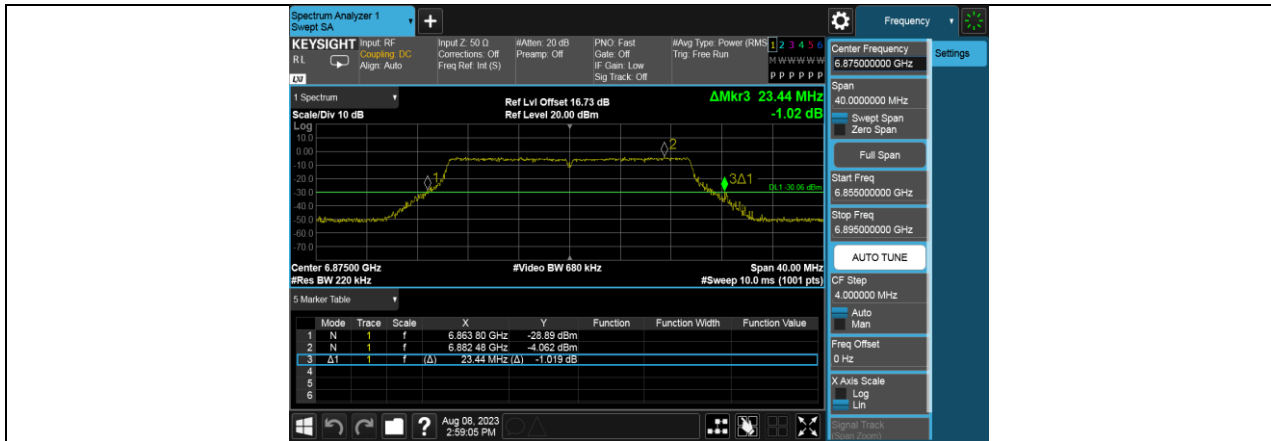 Spectrum Analyzer 1
Swept SA
+
Frequency
KEYSIGHT
RL
LXI
Input: RF
Coupling: DC
Align: Auto
Input Z: 50 Ω
Corrections: Off
Freq Ref: Int (S)
#Atten: 20 dB
Preamp: Off
PNO: Fast
Gate: Off
IF Gain: Low
Sig Track: Off
#Avg Type: Power (RMS
Trig: Free Run
1 2 3 4 5 6
M W W W W W
P P P P P P
Center Frequency
6.875000000 GHz
Settings
1 Spectrum
Scale/Div 10 dB
Ref Lvl Offset 16.73 dB
Ref Level 20.00 dBm
ΔMkr3 23.44 MHz
-1.02 dB
Log
10.0
0.00
-10.0
-20.0
-30.0
-40.0
-50.0
-60.0
-70.0
1
2
3Δ1
DL1 -30.06 dBm
Center 6.87500 GHz
#Res BW 220 kHz
#Video BW 680 kHz
Span 40.00 MHz
#Sweep 10.0 ms (1001 pts)
Span
40.0000000 MHz
Swept Span
Zero Span
Full Span
Start Freq
6.855000000 GHz
Stop Freq
6.895000000 GHz
AUTO TUNE
CF Step
4.000000 MHz
Auto
Man
Freq Offset
0 Hz
X Axis Scale
Log
Lin
Signal Track
(Span Zoom)
5 Marker Table
Mode Trace Scale X Y Function Function Width Function Value
1 N 1 f 6.863 80 GHz -28.89 dBm
2 N 1 f 6.882 48 GHz -4.062 dBm
3 Δ1 1 f (Δ) 23.44 MHz (Δ) -1.019 dB
4
5
6
?
Aug 08, 2023
2:59:05 PM